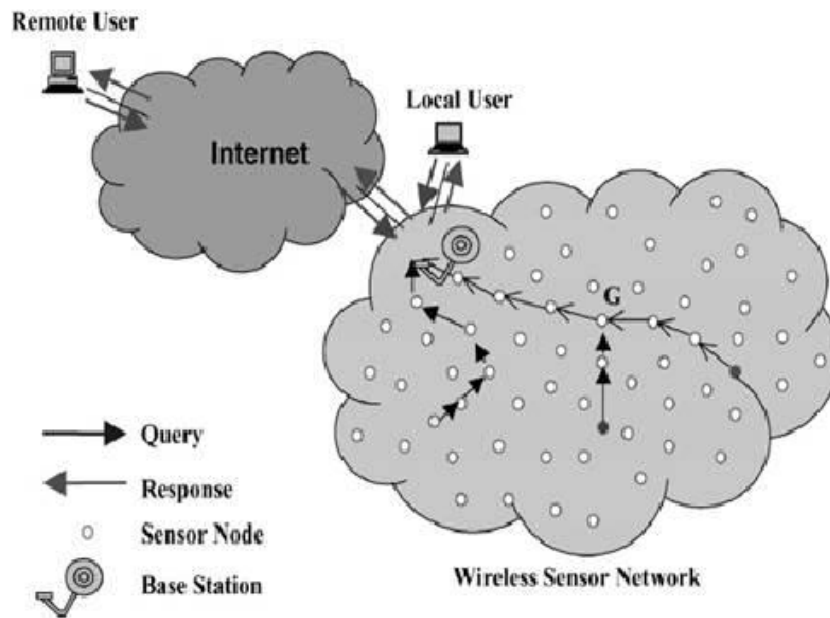 Remote User
Local User
Internet
G
Query
Response
Sensor Node
Base Station
Wireless Sensor Network